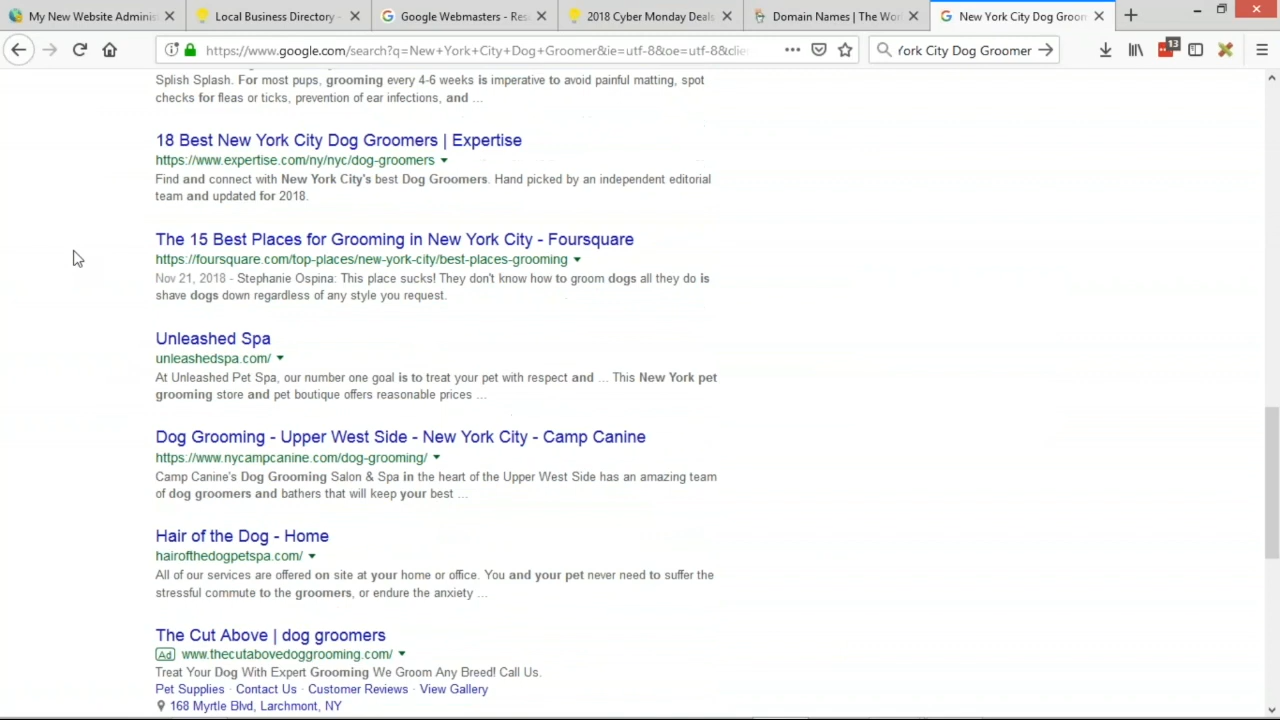 My New Website Adminis
Local Business Directory -
Google Webmasters - Res
2018 Cyber Monday Deals
Domain Names | The Worl
New York City Dog Groom
https://www.google.com/search?q=New+York+City+Dog+Groomer&ie=utf-8&oe=utf-8&clie
York City Dog Groomer
13
Splish Splash. For most pups, grooming every 4-6 weeks is imperative to avoid painful matting, spot
checks for fleas or ticks, prevention of ear infections, and ...
18 Best New York City Dog Groomers | Expertise
https://www.expertise.com/ny/nyc/dog-groomers
Find and connect with New York City's best Dog Groomers. Hand picked by an independent editorial
team and updated for 2018.
The 15 Best Places for Grooming in New York City - Foursquare
https://foursquare.com/top-places/new-york-city/best-places-grooming
Nov 21, 2018 - Stephanie Ospina: This place sucks! They don't know how to groom dogs all they do is
shave dogs down regardless of any style you request.
Unleashed Spa
unleashedspa.com/
At Unleashed Pet Spa, our number one goal is to treat your pet with respect and ... This New York pet
grooming store and pet boutique offers reasonable prices ...
Dog Grooming - Upper West Side - New York City - Camp Canine
https://www.nycampcanine.com/dog-grooming/
Camp Canine's Dog Grooming Salon & Spa in the heart of the Upper West Side has an amazing team
of dog groomers and bathers that will keep your best ...
Hair of the Dog - Home
hairofthedogpetspa.com/
All of our services are offered on site at your home or office. You and your pet never need to suffer the
stressful commute to the groomers, or endure the anxiety ...
The Cut Above | dog groomers
Ad www.thecutabovedoggrooming.com/
Treat Your Dog With Expert Grooming We Groom Any Breed! Call Us.
Pet Supplies · Contact Us · Customer Reviews · View Gallery
168 Myrtle Blvd, Larchmont, NY